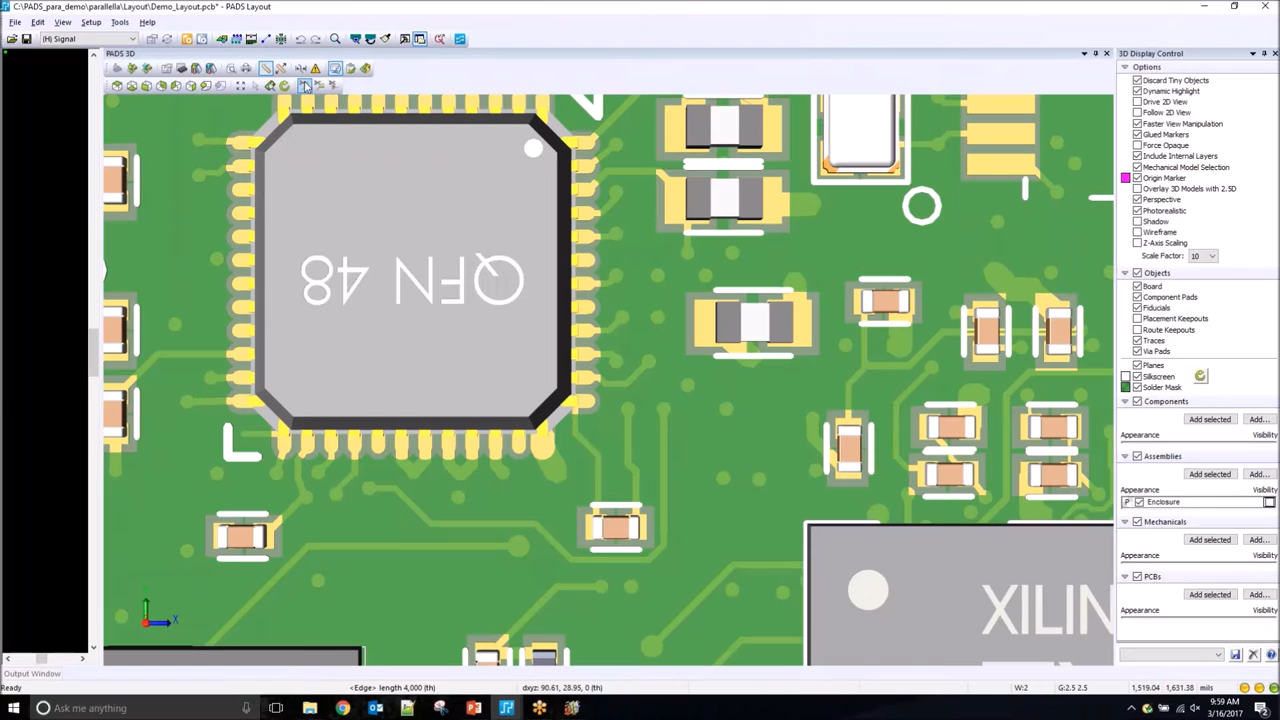 C:\PADS_para_demo\parallella\Layout\Demo_Layout.pcb* - PADS Layout
File Edit View Setup Tools Help
(H) Signal
PADS 3D
3D Display Control
Options
Discard Tiny Objects
Dynamic Highlight
Drive 2D View
Follow 2D View
Faster View Manipulation
Glued Markers
Force Opaque
Include Internal Layers
Mechanical Model Selection
Origin Marker
Overlay 3D Models with 2.5D
Perspective
Photorealistic
Shadow
Wireframe
Z-Axis Scaling
Scale Factor: 10
Objects
Board
Component Pads
Fiducials
Placement Keepouts
Route Keepouts
Traces
Via Pads
Planes
Silkscreen
Solder Mask
Components
Add selected Add...
Appearance Visibility
Assemblies
Add selected Add...
Appearance Visibility
P Enclosure
Mechanicals
Add selected Add...
Appearance Visibility
PCBs
Add selected Add...
Appearance Visibility
QFN 48
XILIN
X
Output Window
Ready <Edge> length 4,000 (th) dxyz: 90.61, 28.95, 0 (th) W:2 G:2.5 2.5 1,519.04 1,631.38 mils
Ask me anything
9:59 AM
3/16/2017